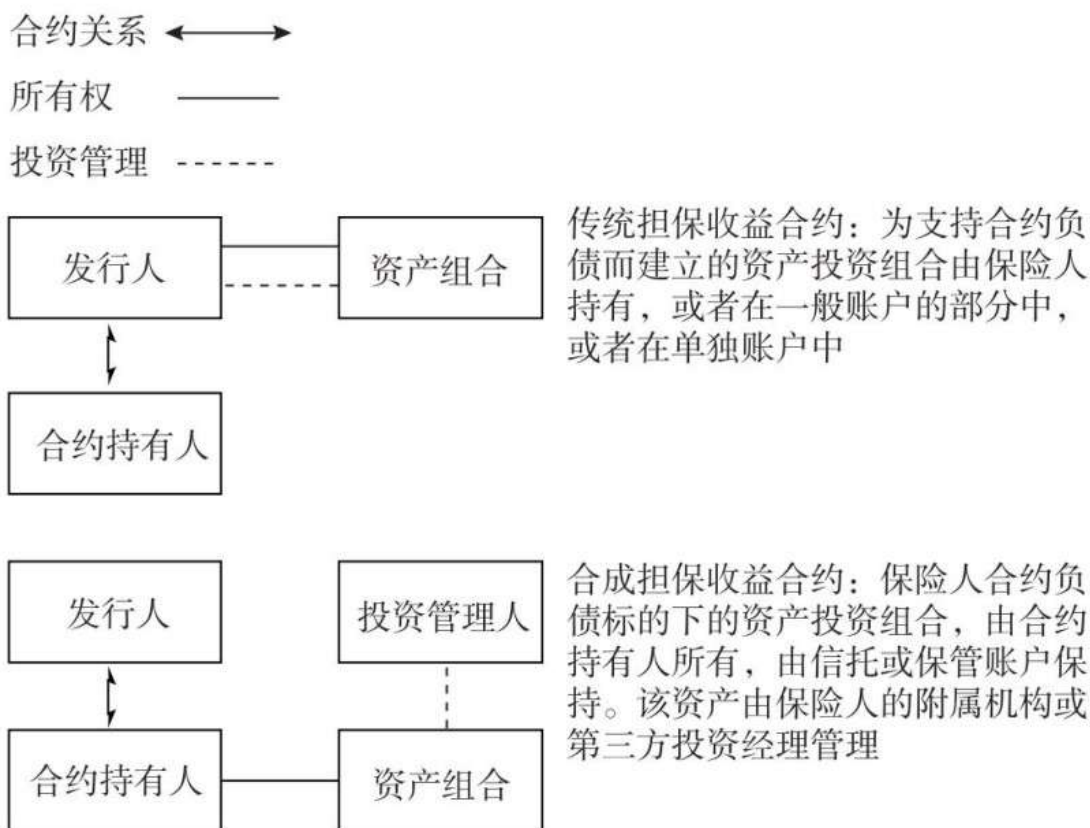 合约关系
所有权
投资管理
发行人
资产组合
合约持有人
传统担保收益合约：为支持合约负
债而建立的资产投资组合由保险人
持有，或者在一般账户的部分中，
或者在单独账户中
发行人
投资管理人
合约持有人
资产组合
合成担保收益合约：保险人合约负
债标的下的资产投资组合，由合约
持有人所有，由信托或保管账户保
持。该资产由保险人的附属机构或
第三方投资经理管理